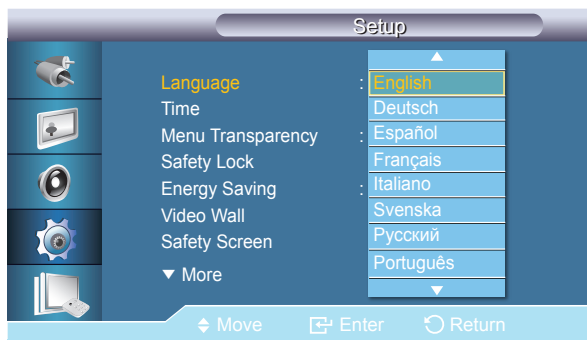 Setup
Language : English
Time Deutsch
Menu Transparency : Español
Safety Lock Français
Energy Saving : Italiano
Video Wall Svenska
Safety Screen Русский
▼ More Português
Move Enter Return